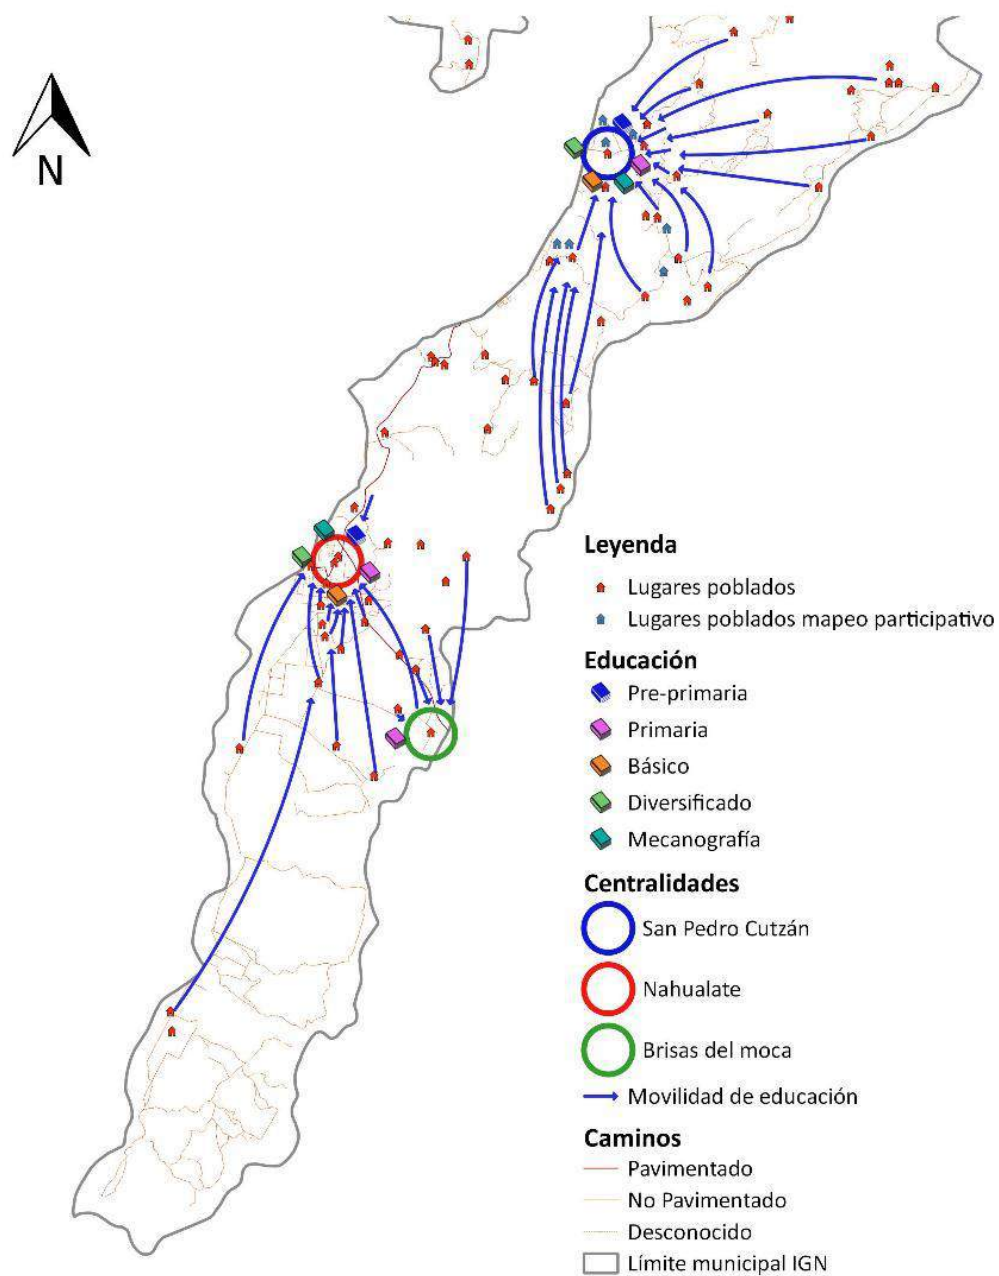 N
Leyenda
Lugares poblados
Lugares poblados mapeo participativo
Educación
Pre-primaria
Primaria
Básico
Diversificado
Mecanografía
Centralidades
San Pedro Cutzán
Nahualate
Brisas del moca
Movilidad de educación
Caminos
Pavimentado
No Pavimentado
Desconocido
Límite municipal IGN